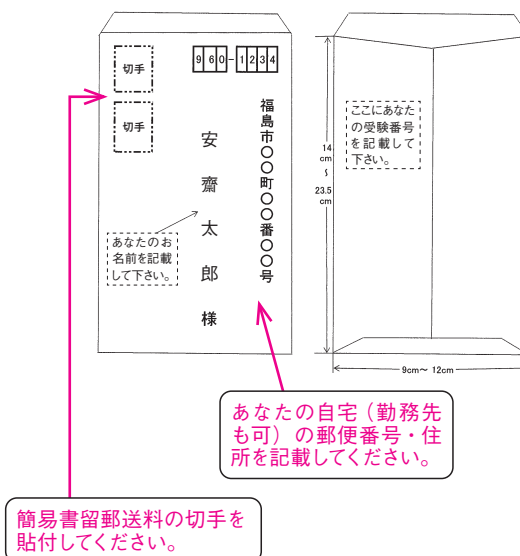 切手
切手
960-1234
福島市〇〇町〇〇番〇〇号
安齋太郎様
あなたのお
名前を記載
して下さい。
ここにあなた
の受験番号
を記載して
下さい。
14
cm
〜
23.5
cm
9cm〜 12cm
あなたの自宅（勤務先
も可）の郵便番号・住
所を記載してください。
簡易書留郵送料の切手を
貼付してください。